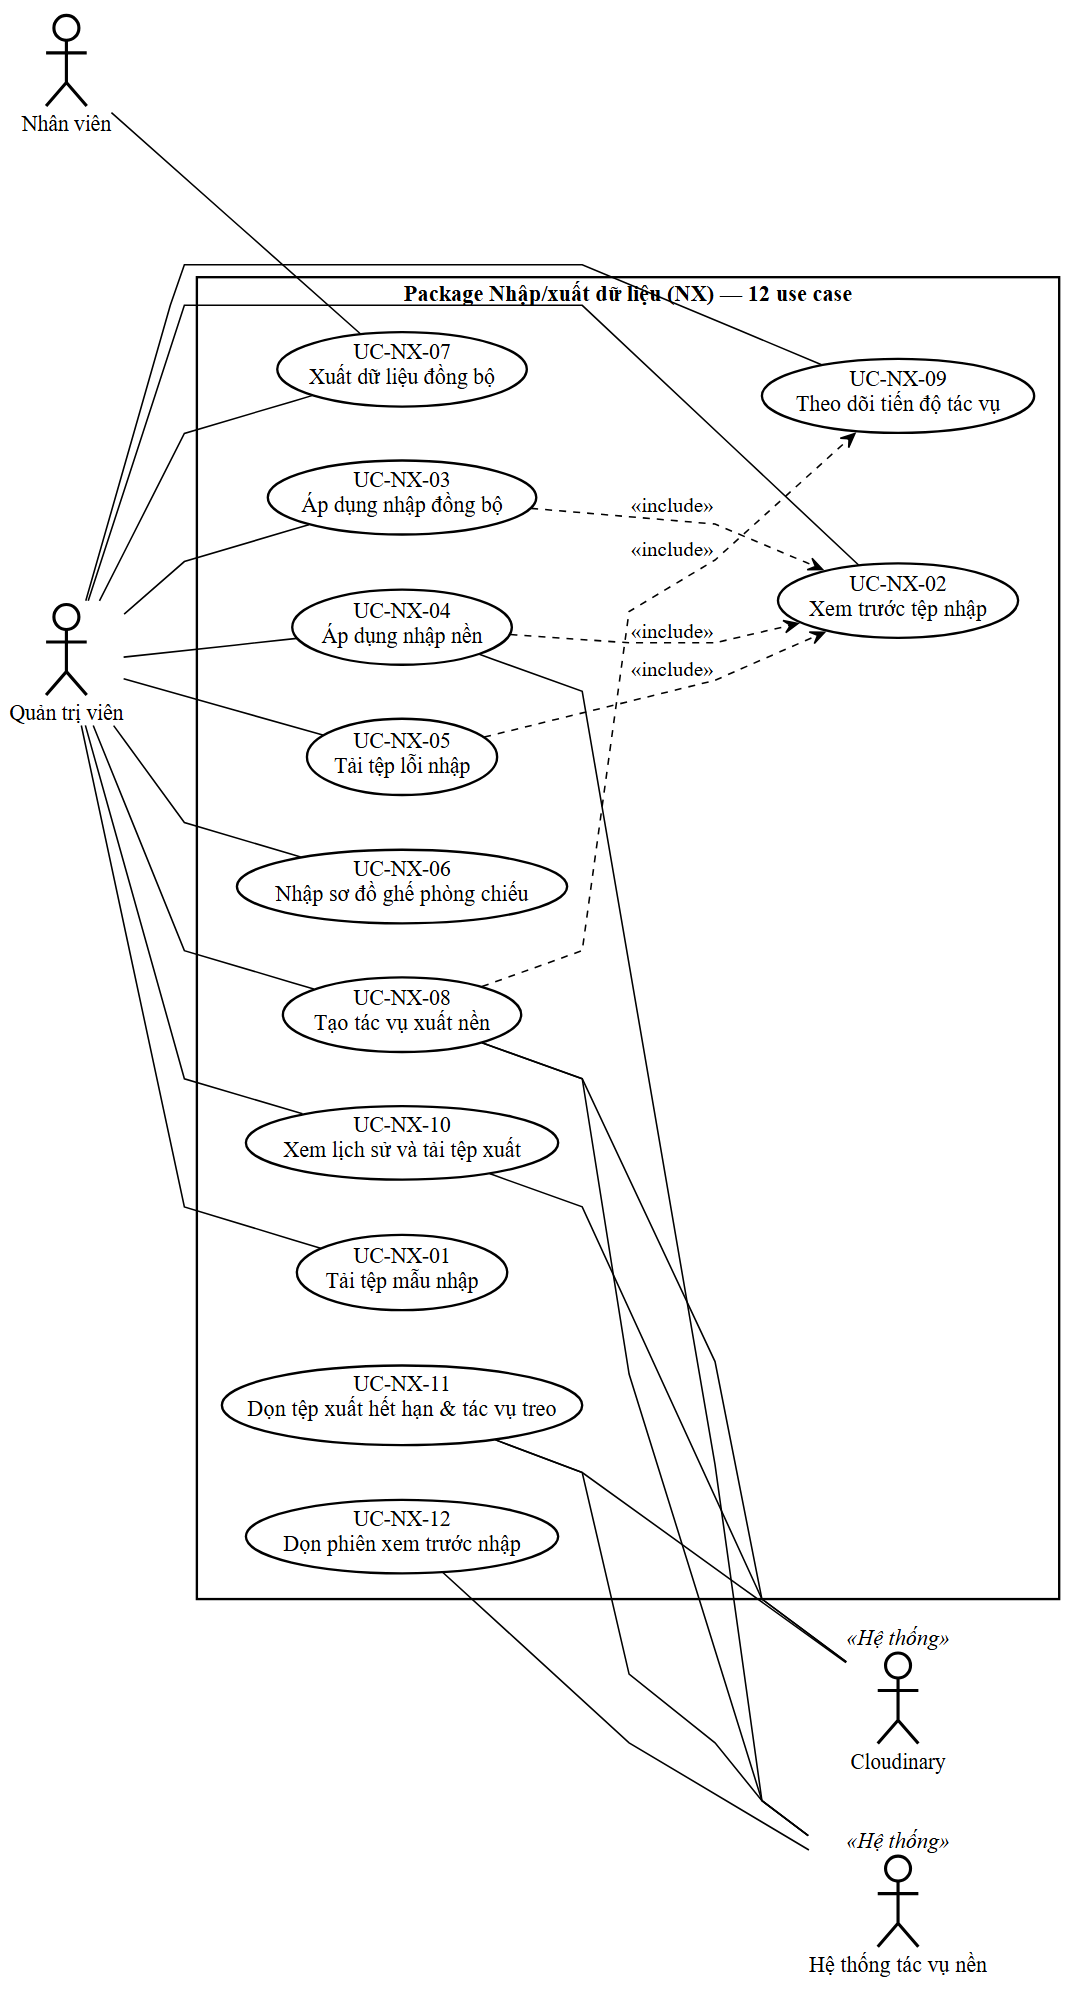 Nhân viên
Package Nhập/xuất dữ liệu (NX) — 12 use case
UC-NX-07
Xuất dữ liệu đồng bộ
UC-NX-09
Theo dõi tiến độ tác vụ
UC-NX-03
Áp dụng nhập đồng bộ
«include»
«include»
UC-NX-02
Xem trước tệp nhập
UC-NX-04
Áp dụng nhập nền
«include»
«include»
Quản trị viên
UC-NX-05
Tải tệp lỗi nhập
UC-NX-06
Nhập sơ đồ ghế phòng chiếu
UC-NX-08
Tạo tác vụ xuất nền
UC-NX-10
Xem lịch sử và tải tệp xuất
UC-NX-01
Tải tệp mẫu nhập
UC-NX-11
Dọn tệp xuất hết hạn & tác vụ treo
UC-NX-12
Dọn phiên xem trước nhập
«Hệ thống»
Cloudinary
«Hệ thống»
Hệ thống tác vụ nền